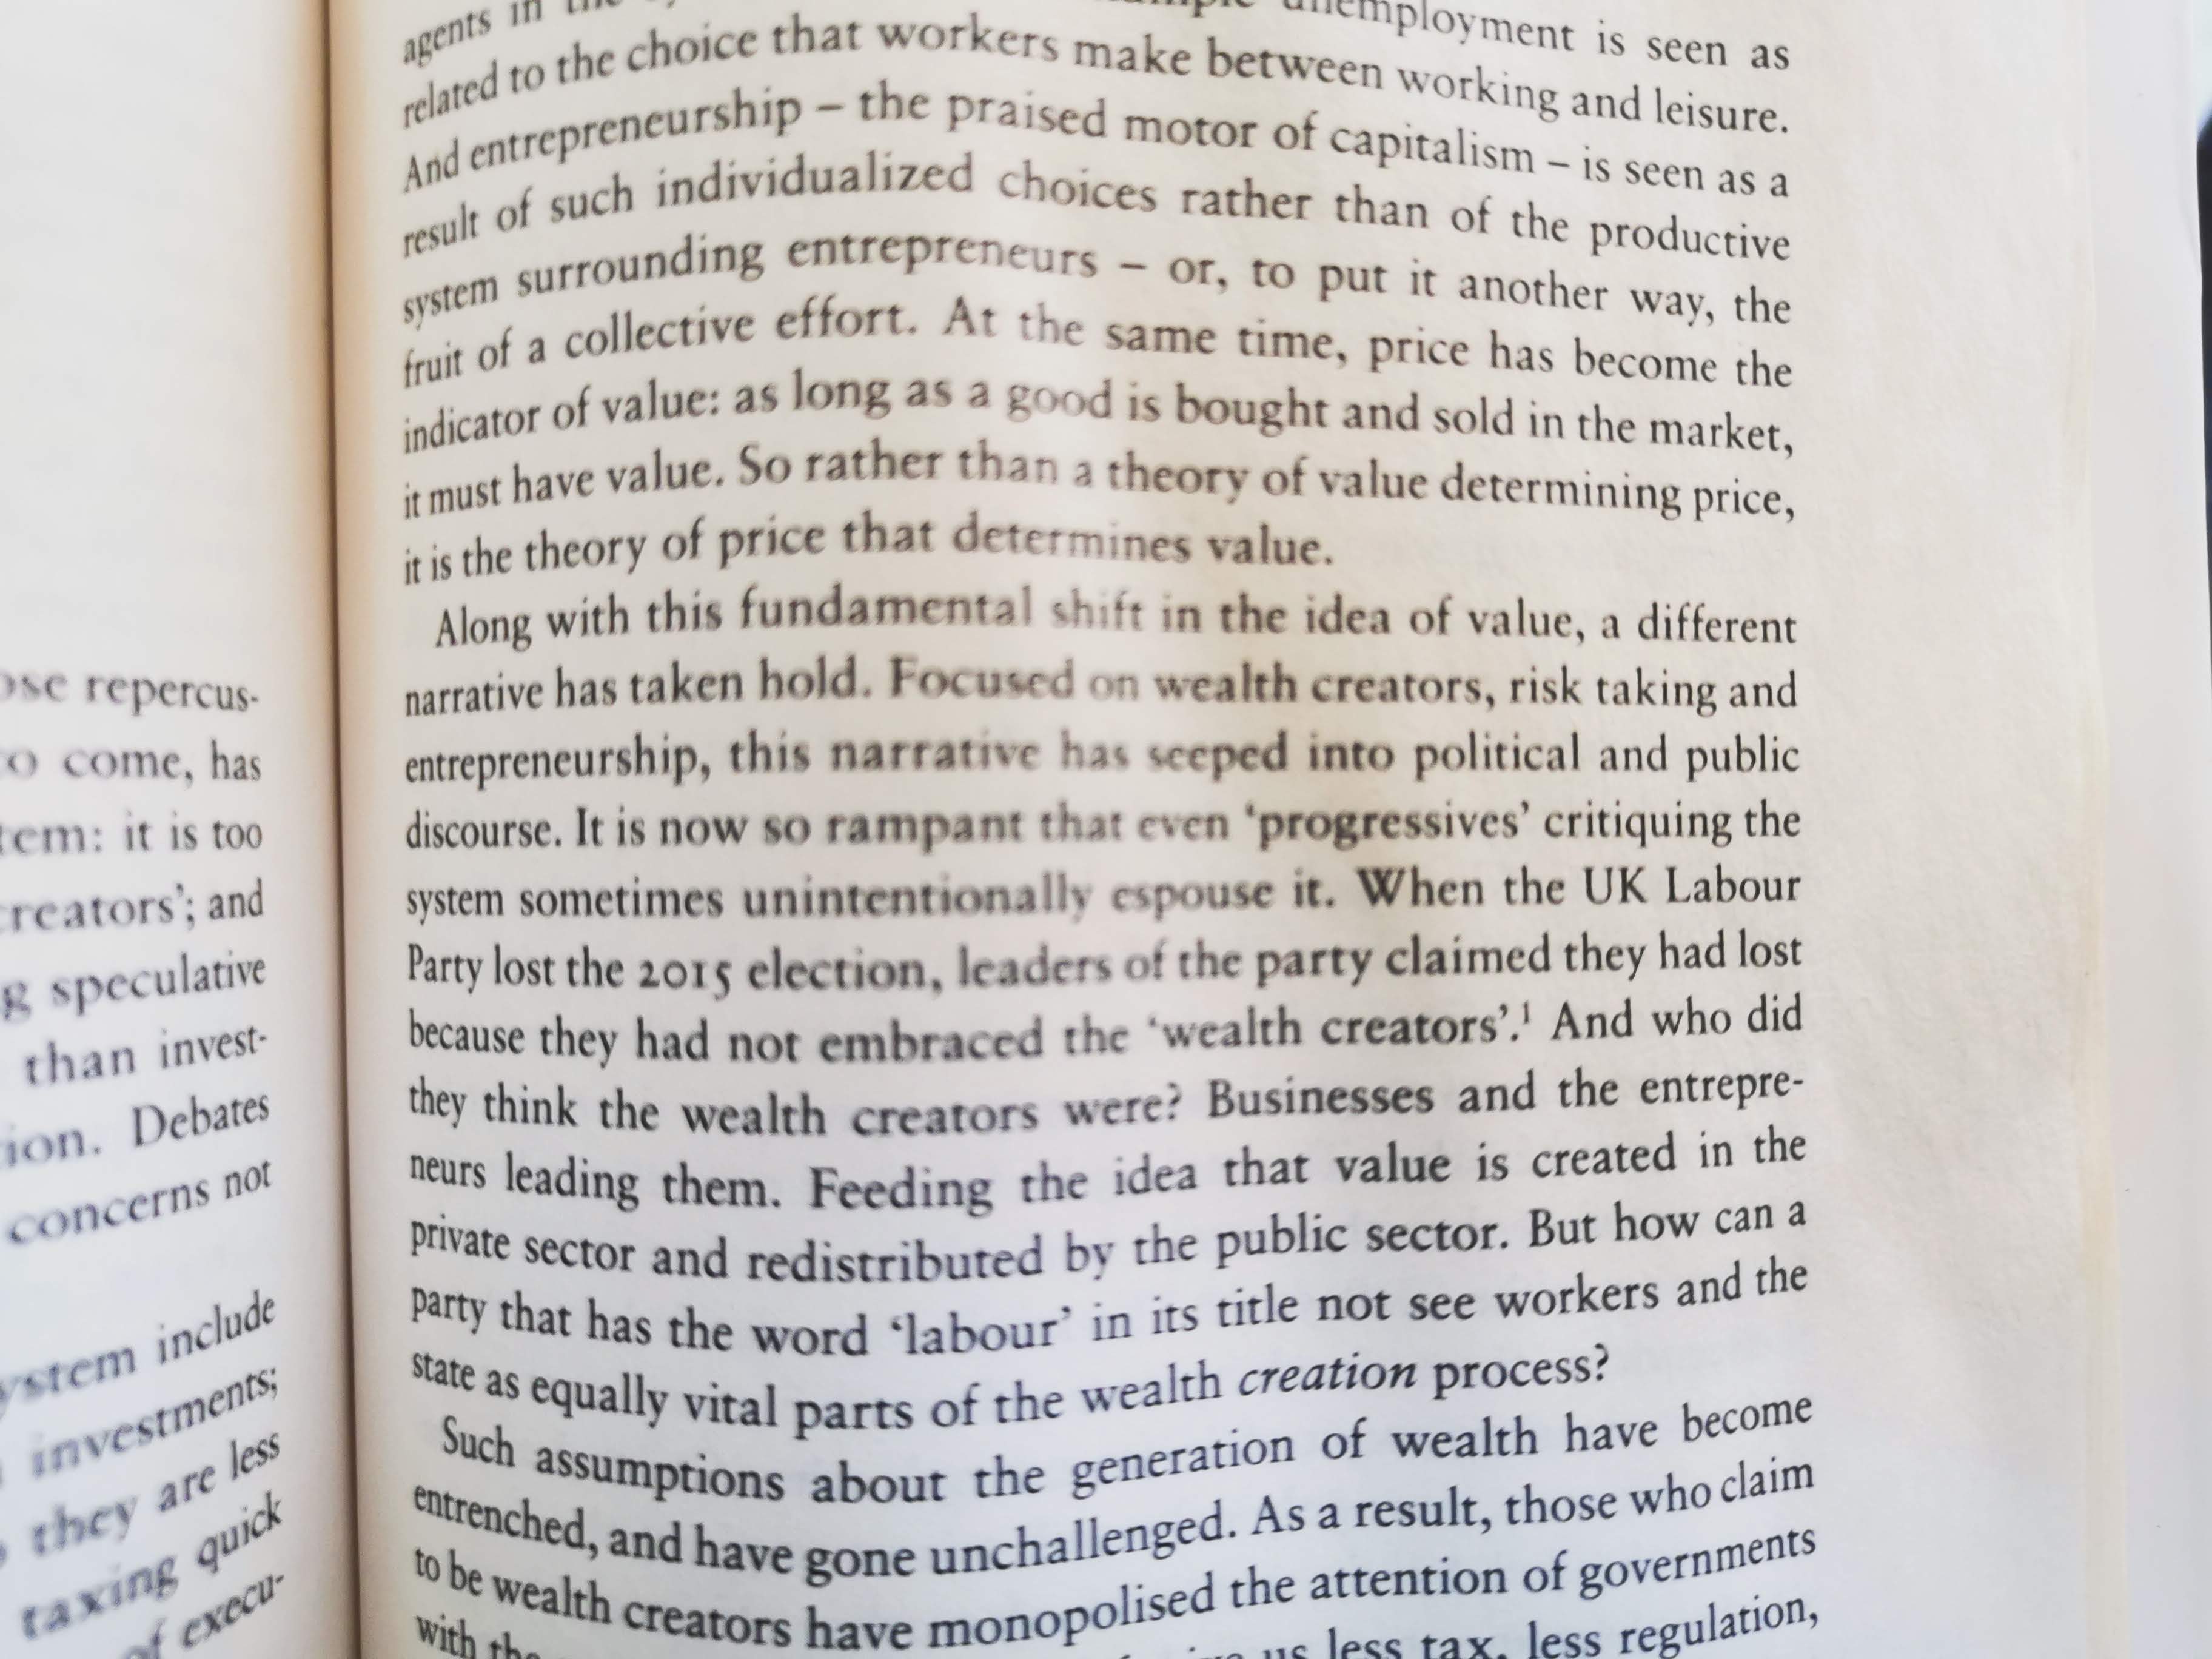 ose repercus-
to come, has
tem: it is too
creators'; and
g speculative
than invest-
ion. Debates
concerns not
ystem include
investments;
they are less
taxing quick
of execu-
agents in unemployment is seen as
related to the choice that workers make between working and leisure.
And entrepreneurship – the praised motor of capitalism – is seen as a
result of such individualized choices rather than of the productive
system surrounding entrepreneurs – or, to put it another way, the
fruit of a collective effort. At the same time, price has become the
indicator of value: as long as a good is bought and sold in the market,
it must have value. So rather than a theory of value determining price,
it is the theory of price that determines value.
Along with this fundamental shift in the idea of value, a different
narrative has taken hold. Focused on wealth creators, risk taking and
entrepreneurship, this narrative has seeped into political and public
discourse. It is now so rampant that even ‘progressives’ critiquing the
system sometimes unintentionally espouse it. When the UK Labour
Party lost the 2015 election, leaders of the party claimed they had lost
because they had not embraced the ‘wealth creators’.¹ And who did
they think the wealth creators were? Businesses and the entrepre-
neurs leading them. Feeding the idea that value is created in the
private sector and redistributed by the public sector. But how can a
party that has the word ‘labour’ in its title not see workers and the
state as equally vital parts of the wealth creation process?
Such assumptions about the generation of wealth have become
entrenched, and have gone unchallenged. As a result, those who claim
to be wealth creators have monopolised the attention of governments
with us less tax, less regulation,